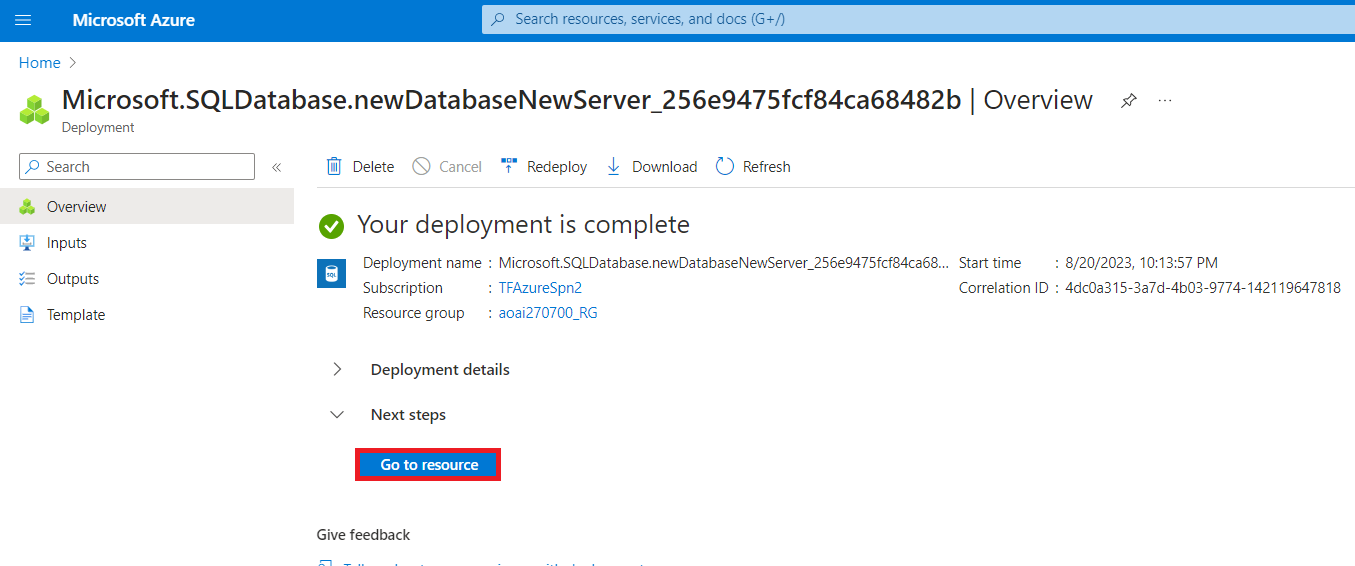 Microsoft Azure
Search resources, services, and docs (G+/)
Home
Microsoft.SQLDatabase.newDatabaseNewServer_256e9475fcf84ca68482b | Overview
Deployment
Search
Delete
Cancel
Redeploy
Download
Refresh
Overview
Inputs
Outputs
Template
Your deployment is complete
SQL
Deployment name : Microsoft.SQLDatabase.newDatabaseNewServer_256e9475fcf84ca68...
Subscription : TFAzureSpn2
Resource group : aoai270700_RG
Start time : 8/20/2023, 10:13:57 PM
Correlation ID : 4dc0a315-3a7d-4b03-9774-142119647818
Deployment details
Next steps
Go to resource
Give feedback